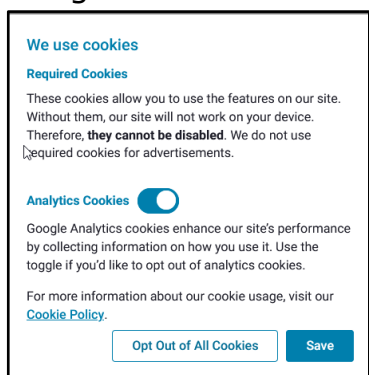 We use cookies
Required Cookies
These cookies allow you to use the features on our site.
Without them, our site will not work on your device.
Therefore, they cannot be disabled. We do not use
required cookies for advertisements.
Analytics Cookies
Google Analytics cookies enhance our site's performance
by collecting information on how you use it. Use the
toggle if you'd like to opt out of analytics cookies.
For more information about our cookie usage, visit our
Cookie Policy.
Opt Out of All Cookies
Save